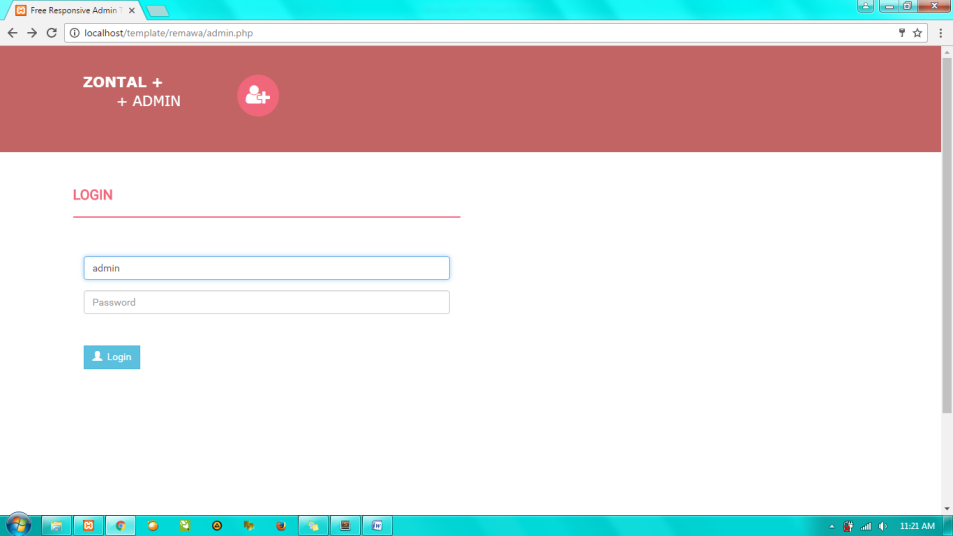 Free Responsive Admin T
localhost/template/remawa/admin.php
ZONTAL +
+ ADMIN
LOGIN
admin
Password
Login
11:21 AM